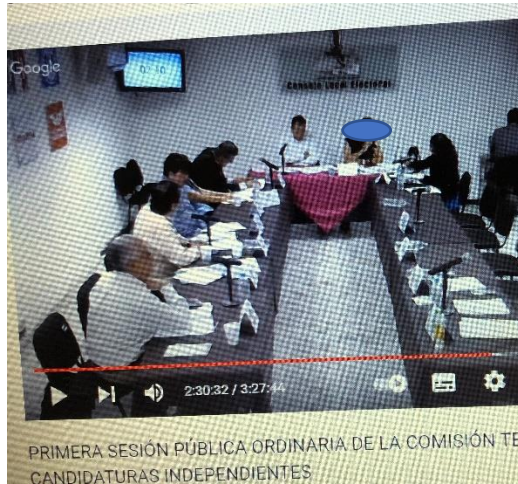 Google
Consejo Local Electoral
2:30:32 / 3:27:44
PRIMERA SESIÓN PÚBLICA ORDINARIA DE LA COMISIÓN TE
CANDIDATURAS INDEPENDIENTES